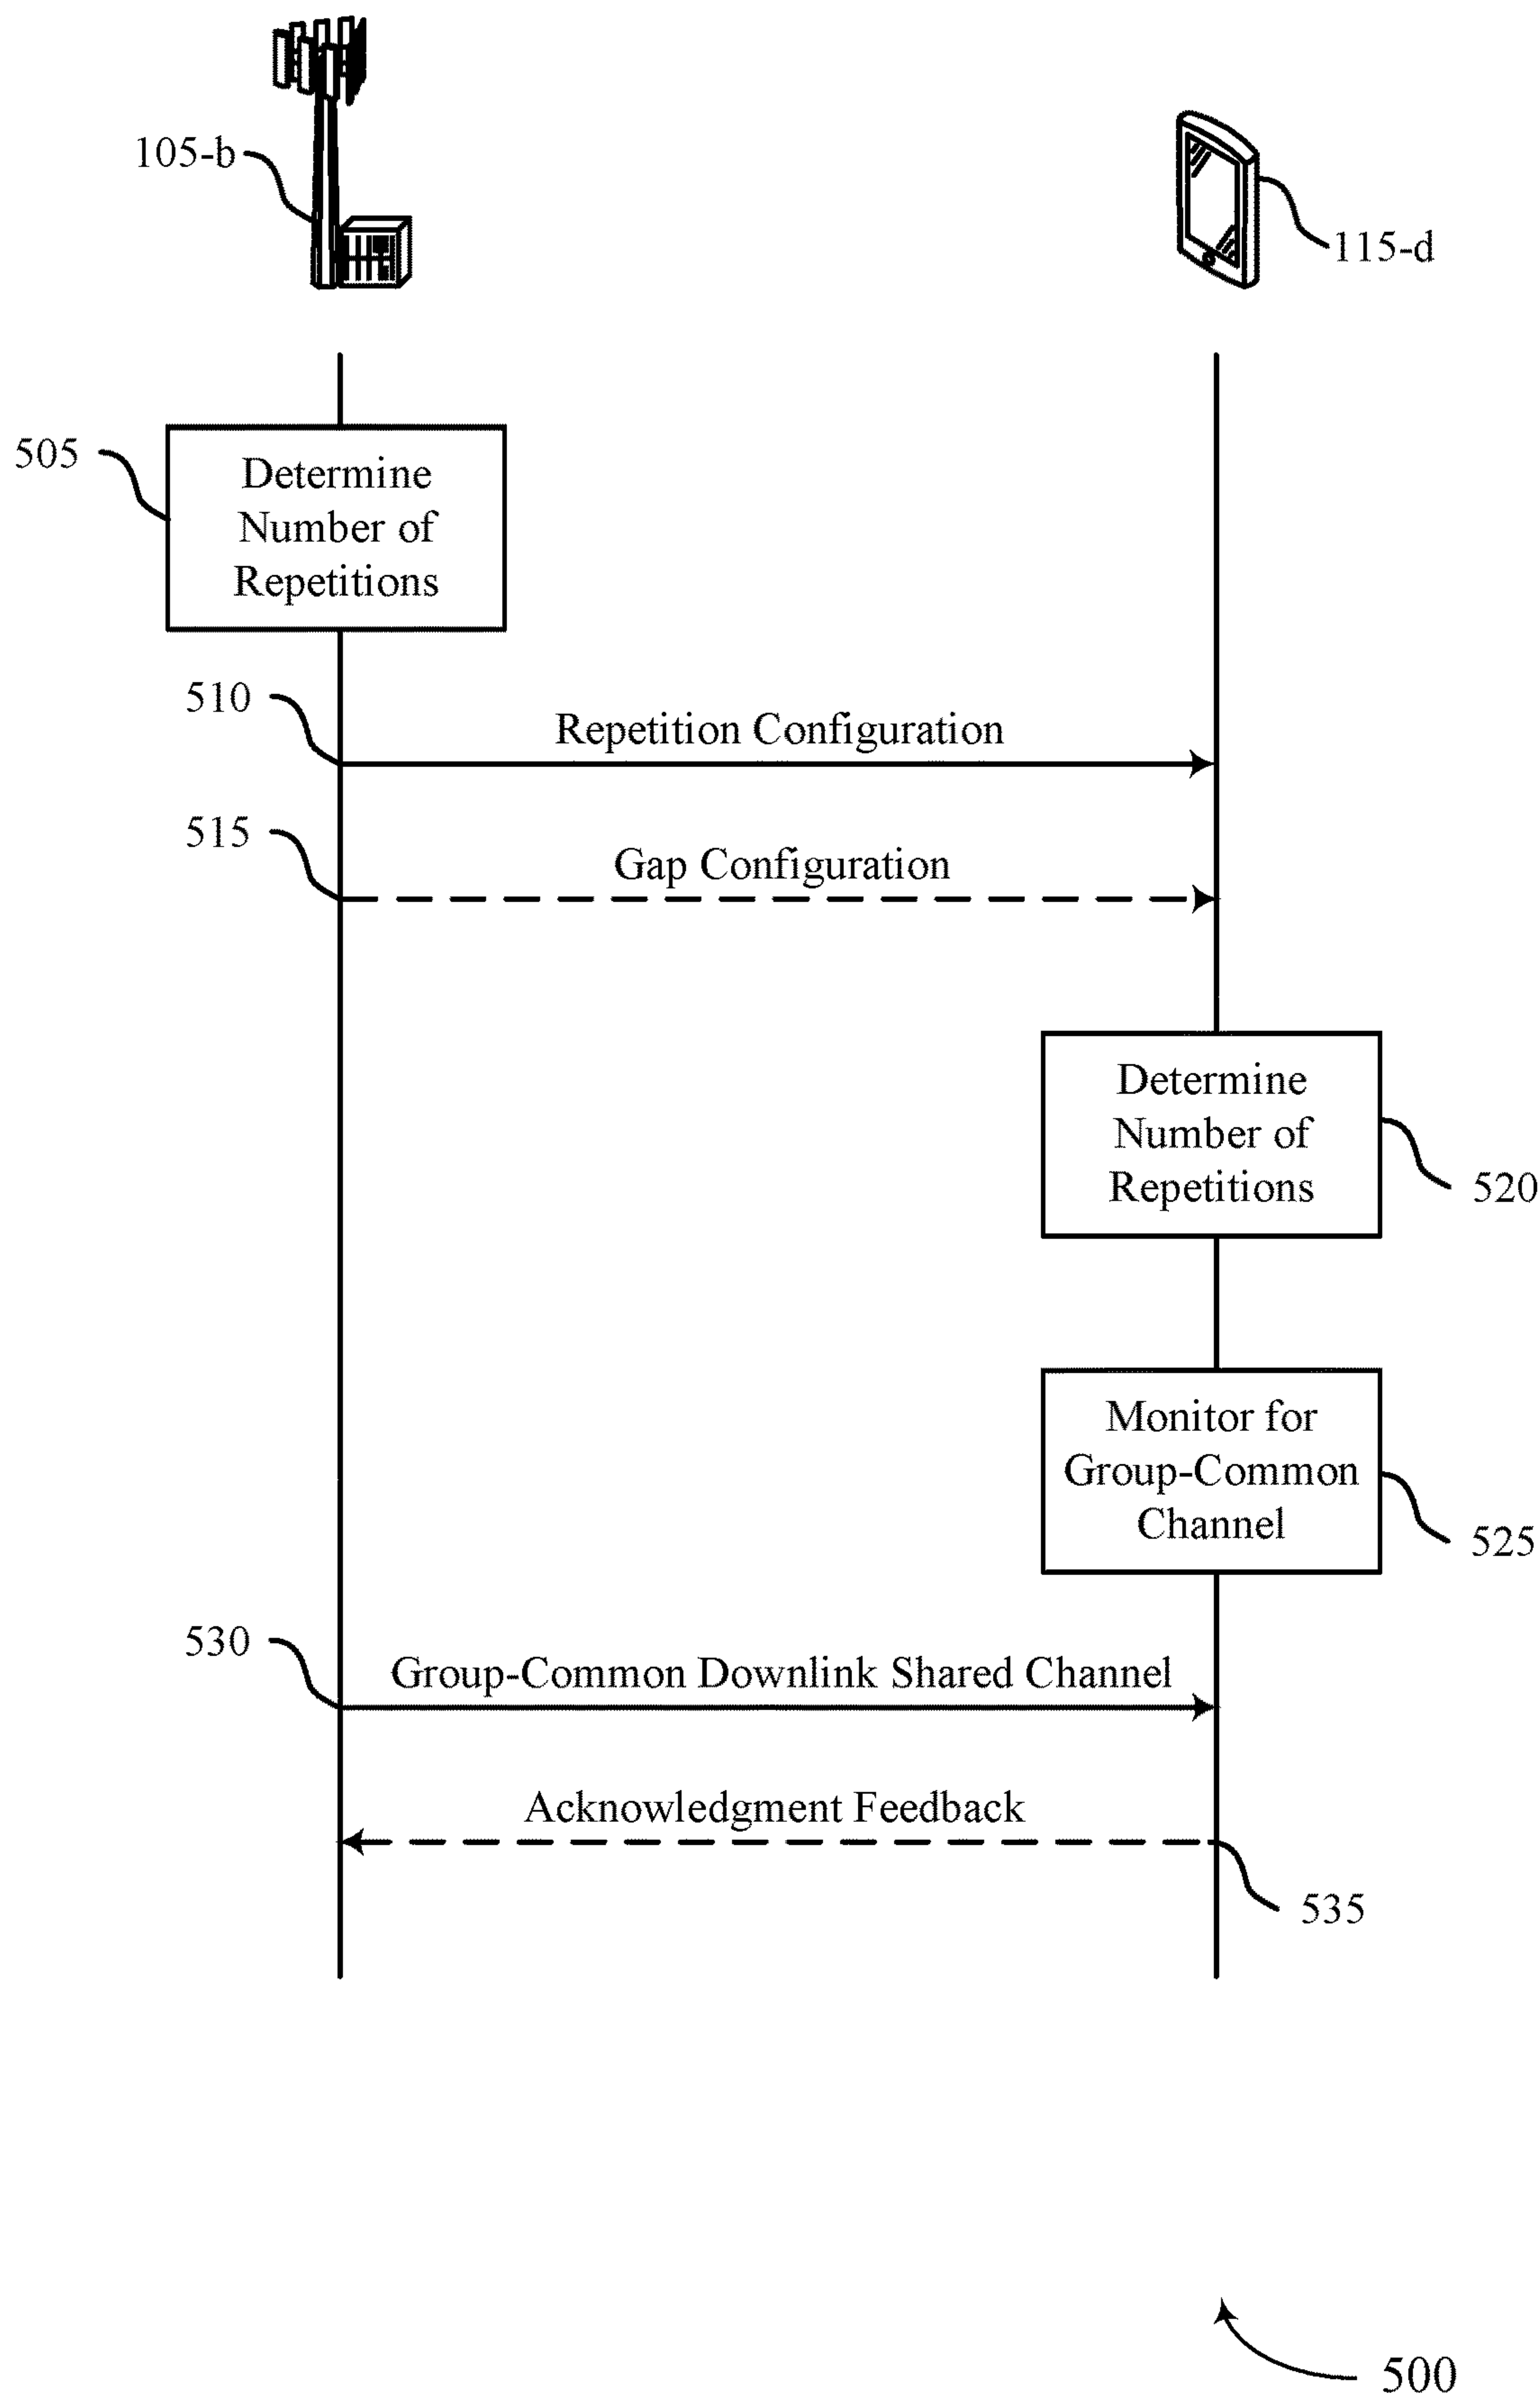 105-b
115-d
505
Determine
Number of
Repetitions
510
Repetition Configuration
515
Gap Configuration
Determine
Number of
Repetitions
520
Monitor for
Group-Common
Channel
525
530
Group-Common Downlink Shared Channel
Acknowledgment Feedback
535
500